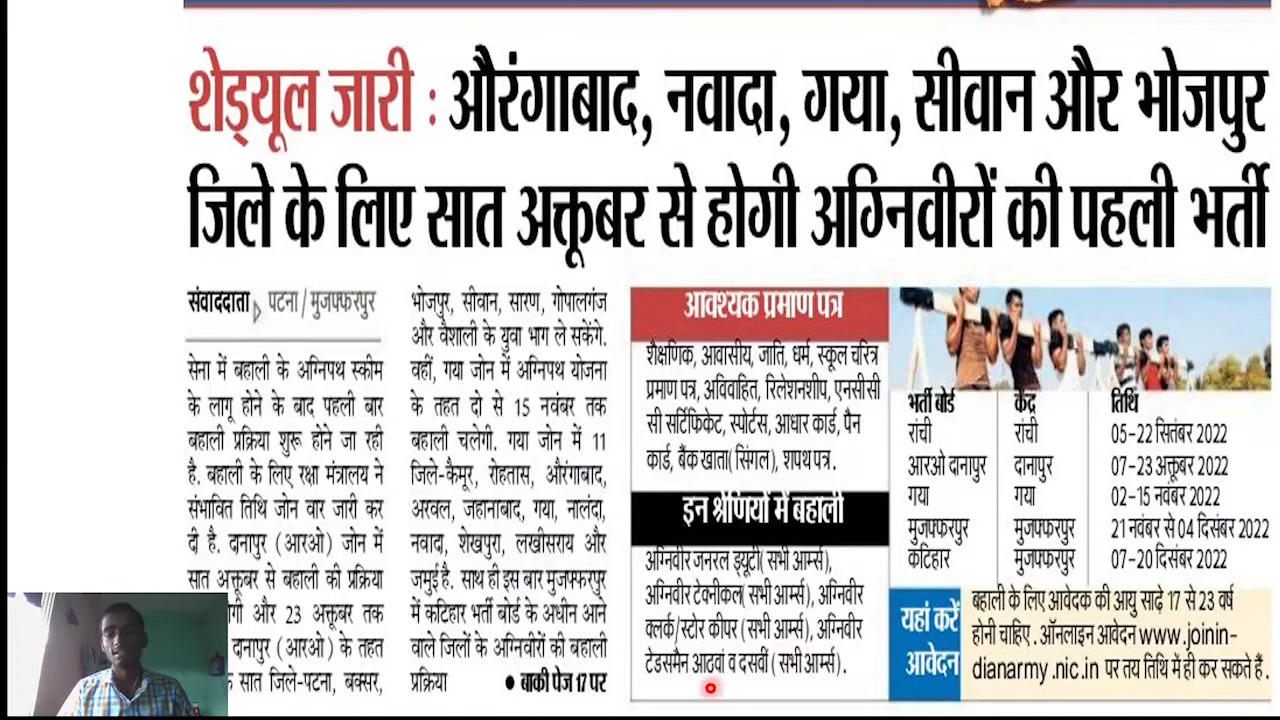 शेड्यूल जारी : औरंगाबाद, नवादा, गया, सीवान और भोजपुर
जिले के लिए सात अक्तूबर से होगी अग्निवीरों की पहली भर्ती
संवाददाता ▷ पटना/मुजफ्फरपुर
सेना में बहाली के अग्निपथ स्कीम
के लागू होने के बाद पहली बार
बहाली प्रक्रिया शुरू होने जा रही
है. बहाली के लिए रक्षा मंत्रालय ने
संभावित तिथि जोन वार जारी कर
दी है. दानापुर (आरओ) जोन में
सात अक्तूबर से बहाली की प्रक्रिया
और 23 अक्तूबर तक
दानापुर (आरओ) के तहत
सात जिले-पटना, बक्सर,
भोजपुर, सीवान, सारण, गोपालगंज
और वैशाली के युवा भाग ले सकेंगे.
वहीं, गया जोन में अग्निपथ योजना
के तहत दो से 15 नवंबर तक
बहाली चलेगी. गया जोन में 11
जिले-कैमूर, रोहतास, औरंगाबाद,
अरवल, जहानाबाद, गया, नालंदा,
नवादा, शेखपुरा, लखीसराय और
जमुई है. साथ ही इस बार मुजफ्फरपुर
में कटिहार भर्ती बोर्ड के अधीन आने
वाले जिलों के अग्निवीरों की बहाली
प्रक्रिया ● बाकी पेज 17 पर
आवश्यक प्रमाण पत्र
शैक्षणिक, आवासीय, जाति, धर्म, स्कूल चरित्र
प्रमाण पत्र, अविवाहित, रिलेशनशीप, एनसीसी
सी सर्टिफिकेट, स्पोर्टस, आधार कार्ड, पैन
कार्ड, बैंक खाता(सिंगल), शपथ पत्र.
इन श्रेणियों में बहाली
अग्निवीर जनरल ड्यूटी( सभी आर्म्स),
अग्निवीर टेक्नीकल( सभी आर्म्स), अग्निवीर
क्लर्क/स्टोर कीपर (सभी आर्म्स), अग्निवीर
टेडसमैन आठवां व दसवीं (सभी आर्म्स).
भर्ती बोर्ड केंद्र तिथि
रांची रांची 05-22 सितंबर 2022
आरओ दानापुर दानापुर 07-23 अक्टूबर 2022
गया गया 02-15 नवंबर 2022
मुजफ्फरपुर मुजफ्फरपुर 21 नवंबर से 04 दिसंबर 2022
कटिहार मुजफ्फरपुर 07-20 दिसंबर 2022
यहां करें
आवेदन
बहाली के लिए आवेदक की आयु साढ़े 17 से 23 वर्ष
होनी चाहिए. ऑनलाइन आवेदन www.joinin-
dianarmy.nic.in पर तय तिथि में ही कर सकते हैं.